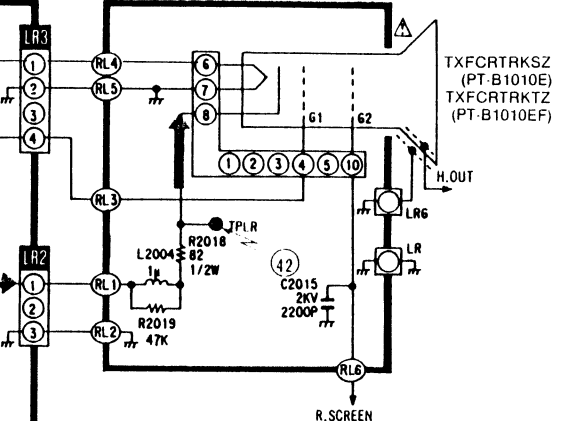 LR3
1
2
3
4
RL4
RL5
6
7
8
G1
G2
TXFCRTRKSZ
(PT-B1010E)
TXFCRTRKTZ
(PT-B1010EF)
1
2
3
4
5
10
H.OUT
RL3
LRG
TPLR
R2018
82
1/2W
L2004
1μ
42
LR
LR2
1
2
3
RL1
RL2
R2019
47K
C2015
2KV
2200P
RL6
R.SCREEN